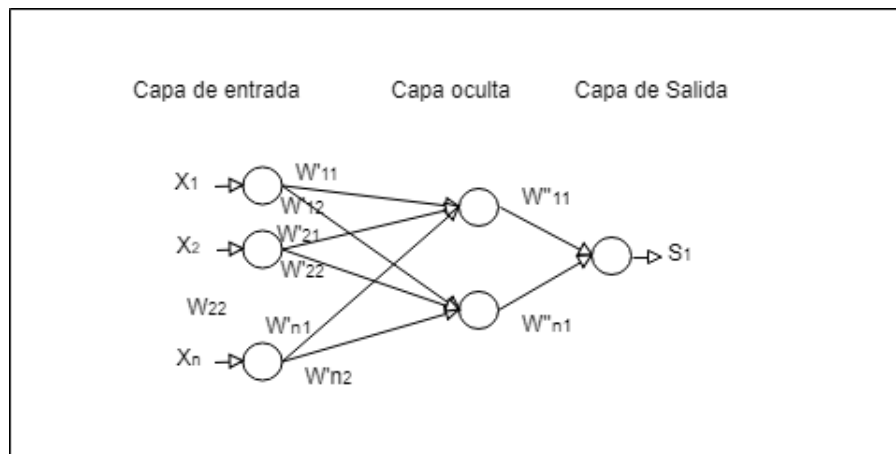 Capa de entrada
Capa oculta
Capa de Salida
X1
W'11
W'12
W''11
X2
W'21
W'22
S1
W22
W'n1
W''n1
Xn
W'n2